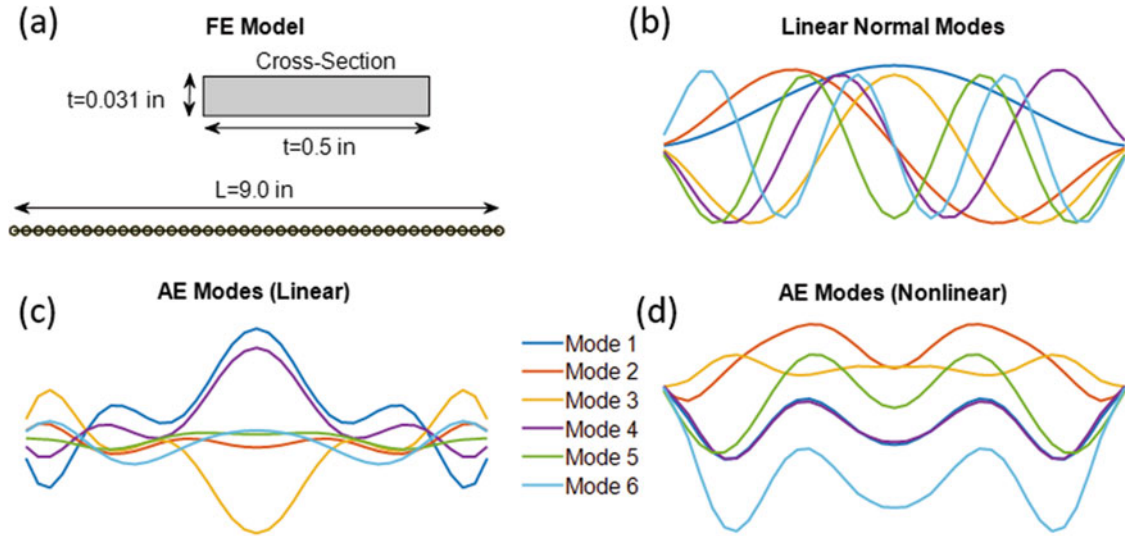 (a)
FE Model
Cross-Section
t=0.031 in
t=0.5 in
L=9.0 in
(b)
Linear Normal Modes
(c)
AE Modes (Linear)
Mode 1
Mode 2
Mode 3
Mode 4
Mode 5
Mode 6
(d)
AE Modes (Nonlinear)